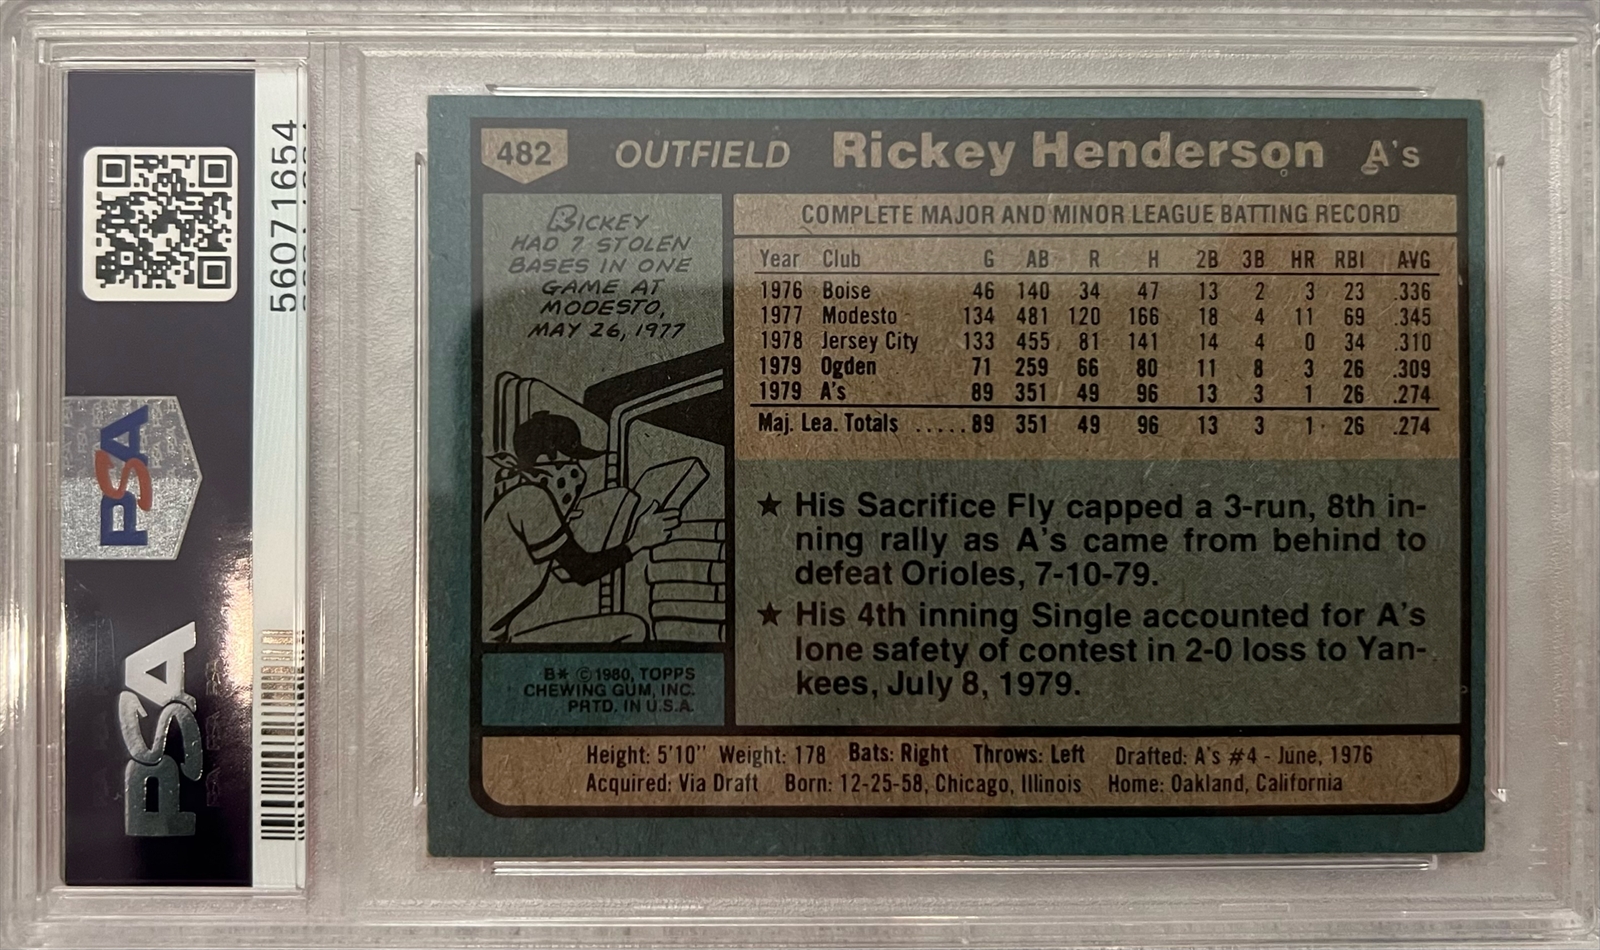 56071654
PSA
PSA
482 OUTFIELD Rickey Henderson A's
RICKEY
HAD 7 STOLEN
BASES IN ONE
GAME AT
MODESTO,
MAY 26, 1977
B* ©1980, TOPPS
CHEWING GUM, INC.
PRTD. IN U.S.A.
COMPLETE MAJOR AND MINOR LEAGUE BATTING RECORD
Year Club G AB R H 2B 3B HR RBI AVG
1976 Boise 46 140 34 47 13 2 3 23 .336
1977 Modesto 134 481 120 166 18 4 11 69 .345
1978 Jersey City 133 455 81 141 14 4 0 34 .310
1979 Ogden 71 259 66 80 11 8 3 26 .309
1979 A's 89 351 49 96 13 3 1 26 .274
Maj. Lea. Totals .....89 351 49 96 13 3 1 26 .274
★ His Sacrifice Fly capped a 3-run, 8th in-
ning rally as A's came from behind to
defeat Orioles, 7-10-79.
★ His 4th inning Single accounted for A's
lone safety of contest in 2-0 loss to Yan-
kees, July 8, 1979.
Height: 5'10" Weight: 178 Bats: Right Throws: Left Drafted: A's #4 - June, 1976
Acquired: Via Draft Born: 12-25-58, Chicago, Illinois Home: Oakland, California